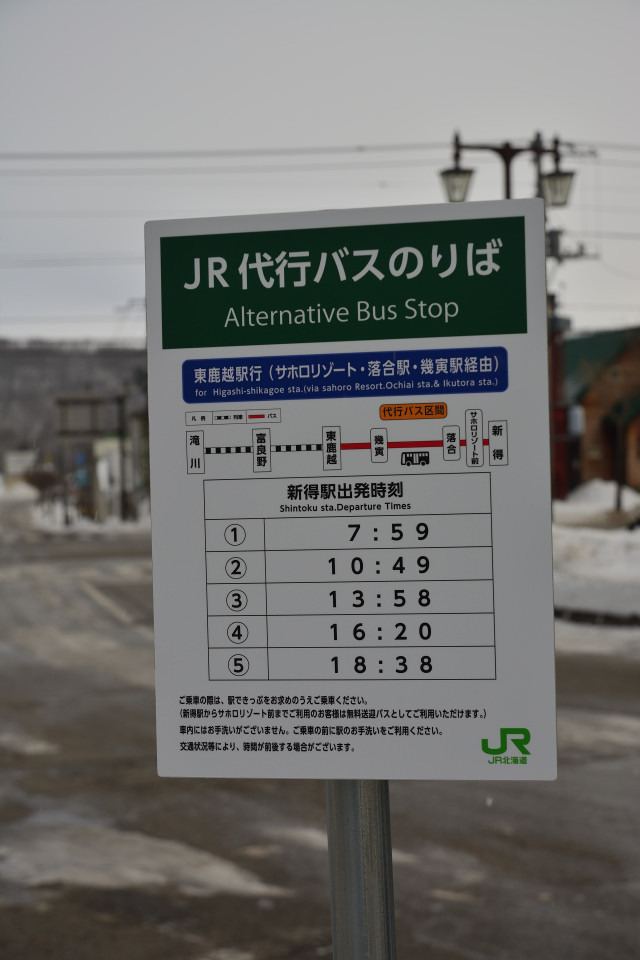 JR代行バスのりば
Alternative Bus Stop
東鹿越駅行(サホロリゾート・落合駅・幾寅駅経由)
for Higashi-shikagoe sta.(via sahoro Resort.Ochiai sta.& Ikutora sta.)
凡例 列車 バス
代行バス区間
滝川 富良野 東鹿越 幾寅 落合 サホロリゾート前 新得
新得駅出発時刻
Shintoku sta.Departure Times
① 7:59
② 10:49
③ 13:58
④ 16:20
⑤ 18:38
ご乗車の際は、駅できっぷをお求めのうえご乗車ください。
(新得駅からサホロリゾート前までご利用のお客様は無料送迎バスとしてご利用いただけます。)
車内にはお手洗いがございません。ご乗車の前に駅のお手洗いをご利用ください。
交通状況等により、時間が前後する場合がございます。
JR
JR北海道